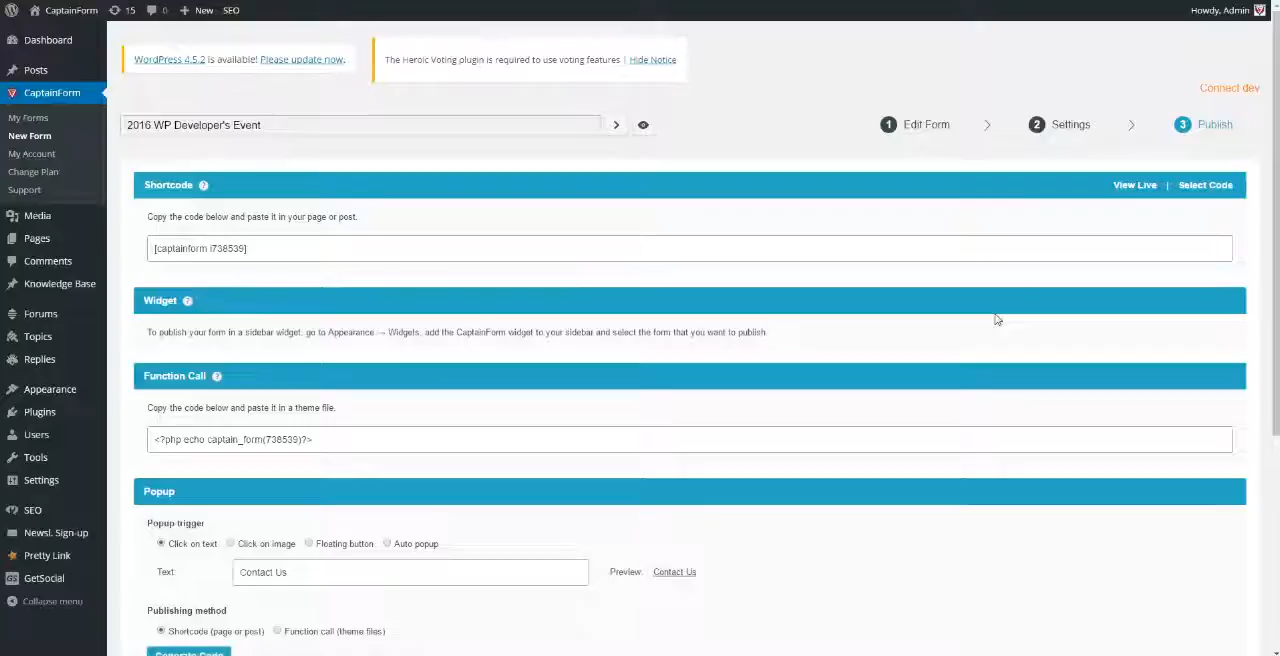 CaptainForm 15 0 New SEO Howdy, Admin
Dashboard
Posts
CaptainForm
My Forms
New Form
My Account
Change Plan
Support
Media
Pages
Comments
Knowledge Base
Forums
Topics
Replies
Appearance
Plugins
Users
Tools
Settings
SEO
Newsl. Sign-up
Pretty Link
GS GetSocial
Collapse menu
WordPress 4.5.2 is available! Please update now.
The Heroic Voting plugin is required to use voting features | Hide Notice
Connect dev
2016 WP Developer's Event
1 Edit Form 2 Settings 3 Publish
Shortcode ? View Live | Select Code
Copy the code below and paste it in your page or post.
[captainform i738539]
Widget ?
To publish your form in a sidebar widget, go to Appearance → Widgets, add the CaptainForm widget to your sidebar and select the form that you want to publish.
Function Call ?
Copy the code below and paste it in a theme file.
<?php echo captain_form(738539)?>
Popup
Popup trigger
Click on text Click on image Floating button Auto popup
Text: Contact Us Preview: Contact Us
Publishing method
Shortcode (page or post) Function call (theme files)
Generate Code